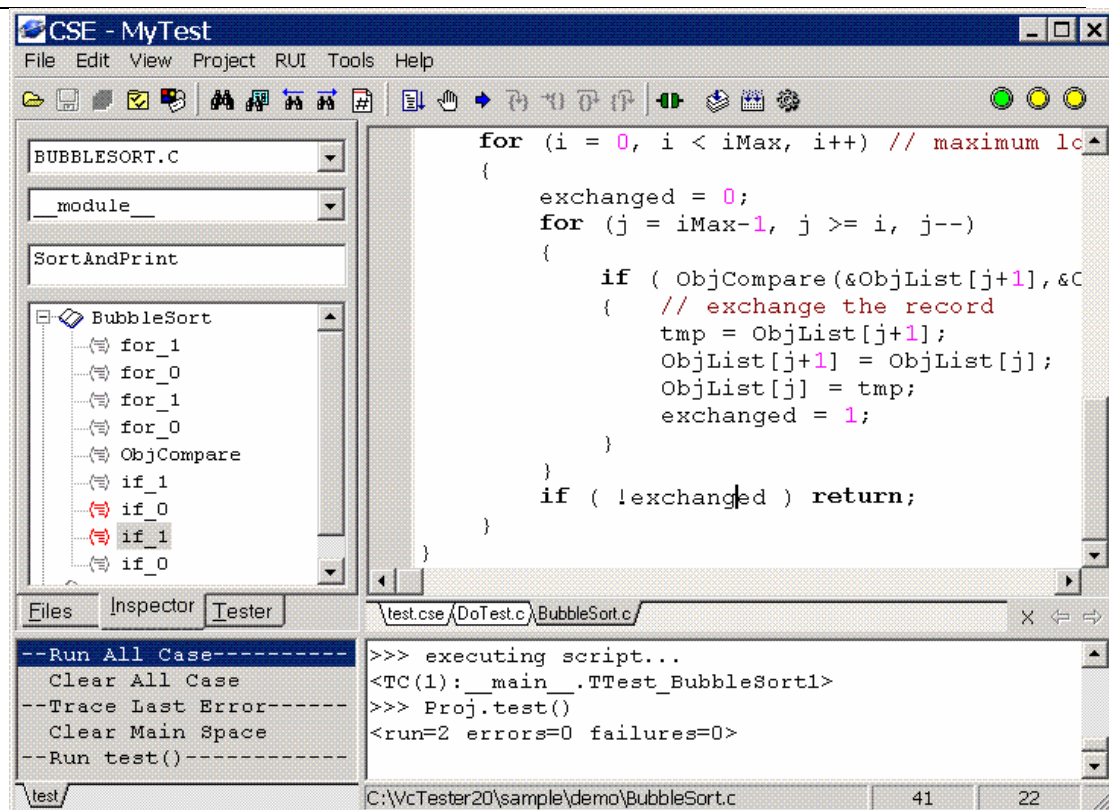 CSE - MyTest
File Edit View Project RUI Tools Help
BUBBLESORT.C
__module__
SortAndPrint
BubbleSort
for_1
for_0
for_1
for_0
ObjCompare
if_1
if_0
if_1
if_0
Files Inspector Tester
for (i = 0, i < iMax, i++) // maximum lc
{
exchanged = 0;
for (j = iMax-1, j >= i, j--)
{
if ( ObjCompare(&ObjList[j+1],&O
{ // exchange the record
tmp = ObjList[j+1];
ObjList[j+1] = ObjList[j];
ObjList[j] = tmp;
exchanged = 1;
}
}
if ( !exchanged ) return;
}
}
test.cse DoTest.c BubbleSort.c
--Run All Case----------
Clear All Case
--Trace Last Error------
Clear Main Space
--Run test()------------
test
>>> executing script...
<TC(1):__main__.TTest_BubbleSort1>
>>> Proj.test()
<run=2 errors=0 failures=0>
C:\VcTester20\sample\demo\BubbleSort.c 41 22